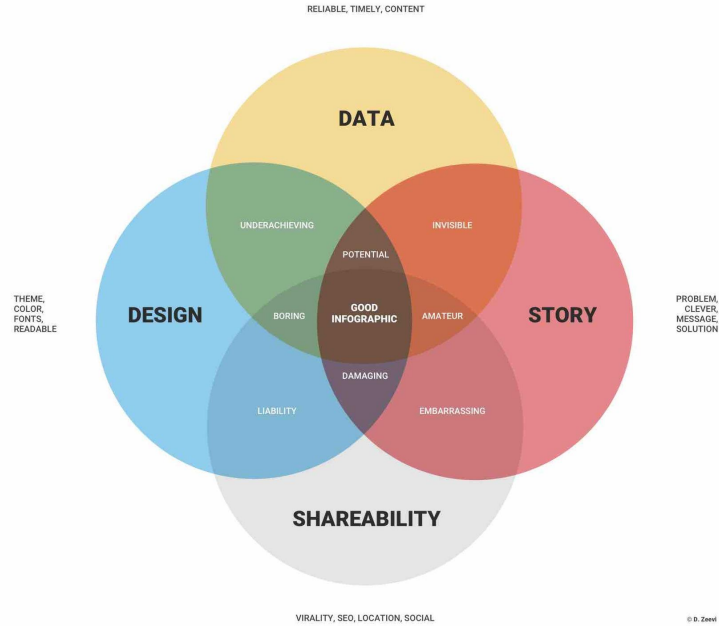 RELIABLE, TIMELY, CONTENT
DATA
UNDERACHIEVING
INVISIBLE
POTENTIAL
THEME,
COLOR,
FONTS,
READABLE
DESIGN
BORING
GOOD
INFOGRAPHIC
AMATEUR
STORY
PROBLEM,
CLEVER,
MESSAGE,
SOLUTION
DAMAGING
LIABILITY
EMBARRASSING
SHAREABILITY
VIRALITY, SEO, LOCATION, SOCIAL
© D. Zeevi